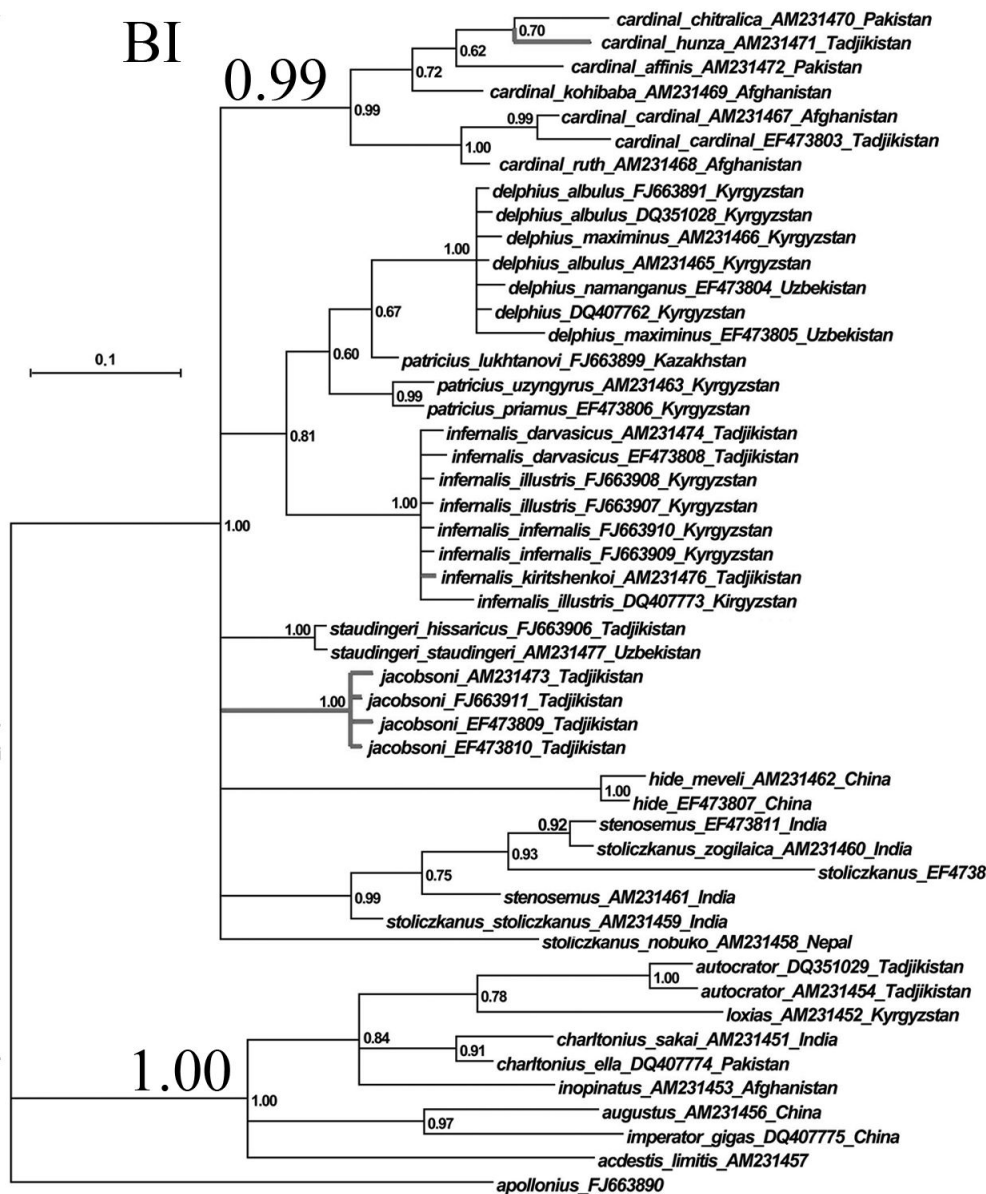 BI
cardinal_chitralica_AM231470_Pakistan
0.70
cardinal_hunza_AM231471_Tadjikistan
0.62
cardinal_affinis_AM231472_Pakistan
0.72
0.99
cardinal_kohibaba_AM231469_Afghanistan
0.99
0.99
cardinal_cardinal_AM231467_Afghanistan
cardinal_cardinal_EF473803_Tadjikistan
1.00
cardinal_ruth_AM231468_Afghanistan
delphius_albulus_FJ663891_Kyrgyzstan
delphius_albulus_DQ351028_Kyrgyzstan
delphius_maximinus_AM231466_Kyrgyzstan
1.00
delphius_albulus_AM231465_Kyrgyzstan
delphius_namanganus_EF473804_Uzbekistan
0.67
delphius_DQ407762_Kyrgyzstan
delphius_maximinus_EF473805_Uzbekistan
0.60
0.1
patricius_lukhtanovi_FJ663899_Kazakhstan
patricius_uzyngyrus_AM231463_Kyrgyzstan
0.99
patricius_priamus_EF473806_Kyrgyzstan
0.81
infernalis_darvasicus_AM231474_Tadjikistan
infernalis_darvasicus_EF473808_Tadjikistan
infernalis_illustris_FJ663908_Kyrgyzstan
1.00
infernalis_illustris_FJ663907_Kyrgyzstan
1.00
infernalis_infernalis_FJ663910_Kyrgyzstan
infernalis_infernalis_FJ663909_Kyrgyzstan
infernalis_kiritshenkoi_AM231476_Tadjikistan
infernalis_illustris_DQ407773_Kirgyzstan
1.00
staudingeri_hissaricus_FJ663906_Tadjikistan
staudingeri_staudingeri_AM231477_Uzbekistan
jacobsoni_AM231473_Tadjikistan
1.00
jacobsoni_FJ663911_Tadjikistan
jacobsoni_EF473809_Tadjikistan
jacobsoni_EF473810_Tadjikistan
hide_meveli_AM231462_China
1.00
hide_EF473807_China
0.92
stenosemus_EF473811_India
0.93
stoliczkanus_zogilaica_AM231460_India
0.75
stoliczkanus_EF4738
0.99
stenosemus_AM231461_India
stoliczkanus_stoliczkanus_AM231459_India
stoliczkanus_nobuko_AM231458_Nepal
autocrator_DQ351029_Tadjikistan
1.00
autocrator_AM231454_Tadjikistan
0.78
loxias_AM231452_Kyrgyzstan
0.84
charltonius_sakai_AM231451_India
0.91
charltonius_ella_DQ407774_Pakistan
1.00
inopinatus_AM231453_Afghanistan
1.00
augustus_AM231456_China
0.97
imperator_gigas_DQ407775_China
acdestis_limitis_AM231457
apollonius_FJ663890